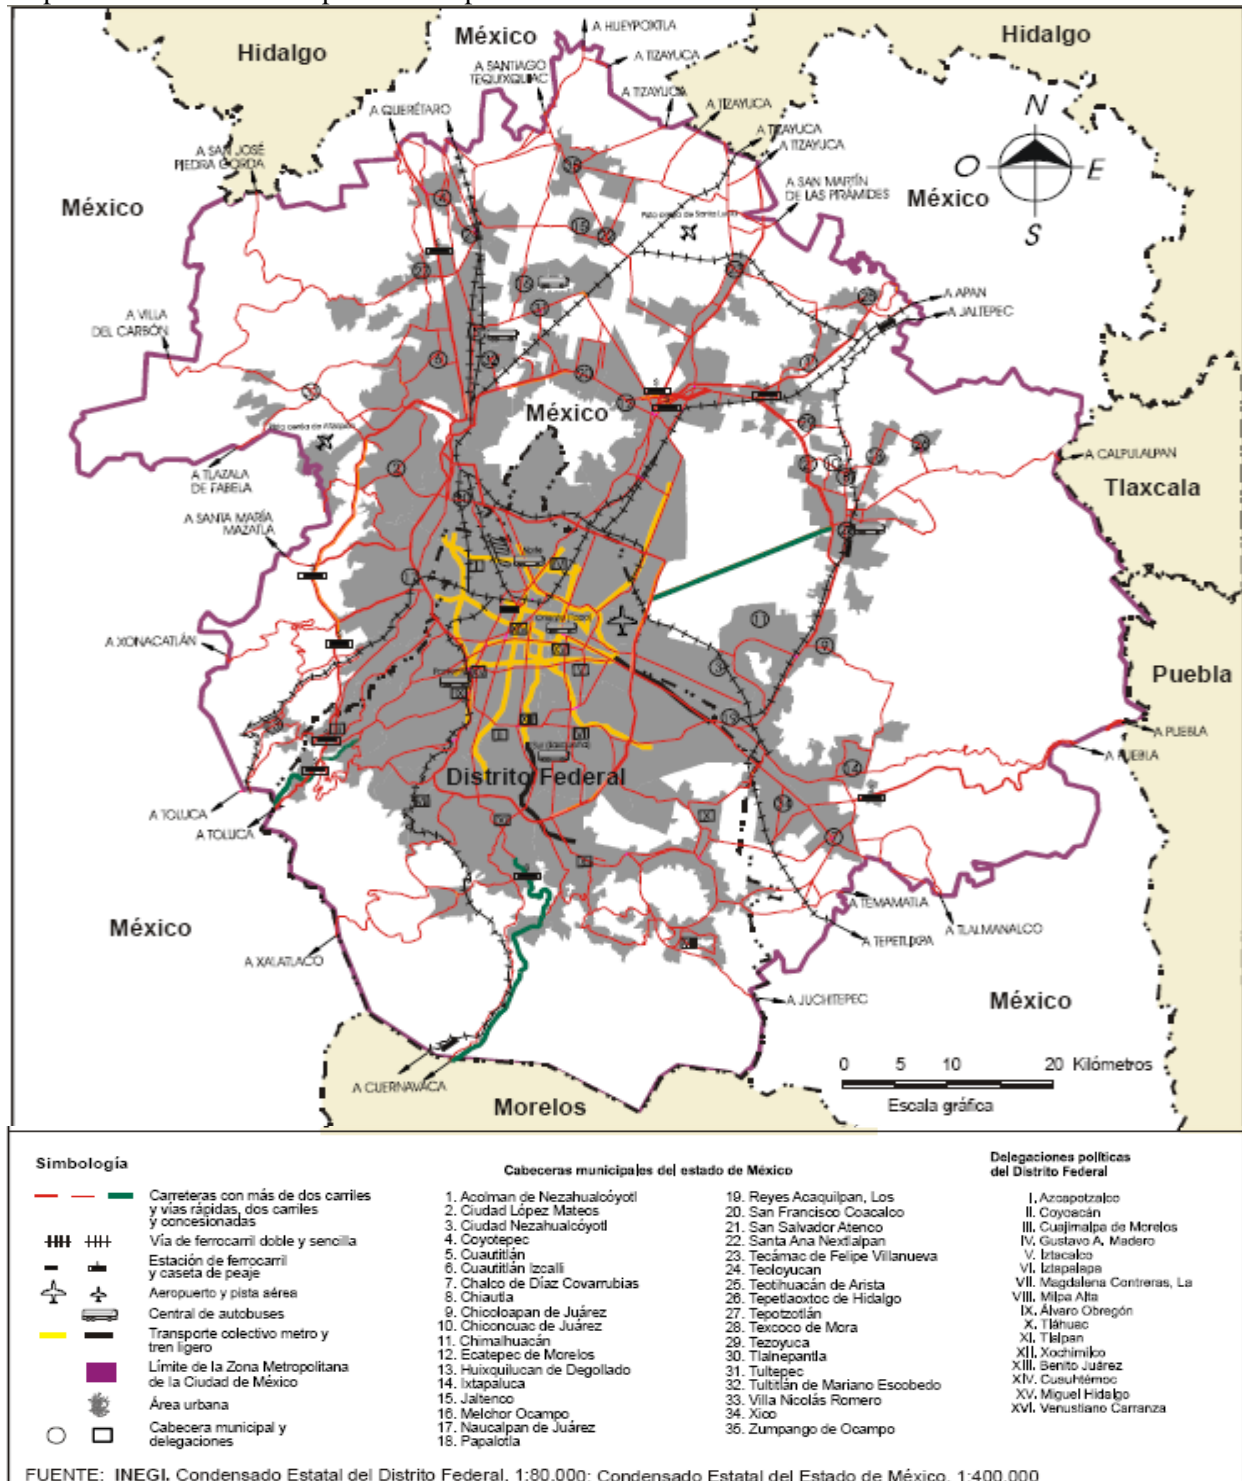 Hidalgo
México
A HUEYPOXTLA
Hidalgo
A TIZAYUCA
A SANTIAGO
TEQUIXQUIAC
A TIZAYUCA
A QUERÉTARO
A TIZAYUCA
A TIZAYUCA
A TIZAYUCA
N
O
E
S
A SAN JOSÉ
PIEDRA GORDA
A SAN MARTÍN
DE LAS PIRÁMIDES
México
México
A APAN
A JALTEPEC
A VILLA
DEL CARBÓN
México
A CALPULALPAN
A TLAZALA
DE FABELA
Tlaxcala
A SANTA MARÍA
MAZATLA
Norte
A XONACATLÁN
Puebla
A PUEBLA
A PUEBLA
Distrito Federal
A TOLUCA
A TOLUCA
A TEMAMATLA
A TLALMANALCO
A TEPETLIXPA
México
A XALATLACO
A JUCHITEPEC
México
0 5 10 20 Kilómetros
Escala gráfica
A CUERNAVACA
Morelos
Simbología
Carreteras con más de dos carriles
y vías rápidas, dos carriles
y concesionadas
Vía de ferrocarril doble y sencilla
Estación de ferrocarril
y caseta de peaje
Aeropuerto y pista aérea
Central de autobuses
Transporte colectivo metro y
tren ligero
Límite de la Zona Metropolitana
de la Ciudad de México
Área urbana
Cabecera municipal y
delegaciones
Cabeceras municipales del estado de México
1. Acolman de Nezahualcóyotl
2. Ciudad López Mateos
3. Ciudad Nezahualcóyotl
4. Coyotepec
5. Cuautitlán
6. Cuautitlán Izcalli
7. Chalco de Díaz Covarrubias
8. Chiautla
9. Chicoloapan de Juárez
10. Chiconcuac de Juárez
11. Chimalhuacán
12. Ecatepec de Morelos
13. Huixquilucan de Degollado
14. Ixtapaluca
15. Jaltenco
16. Melchor Ocampo
17. Naucalpan de Juárez
18. Papalotla
19. Reyes Acaquilpan, Los
20. San Francisco Coacalco
21. San Salvador Atenco
22. Santa Ana Nextlalpan
23. Tecámac de Felipe Villanueva
24. Teoloyucan
25. Teotihuacán de Arista
26. Tepetlaoxtoc de Hidalgo
27. Tepotzotlán
28. Texcoco de Mora
29. Tezoyuca
30. Tlalnepantla
31. Tultepec
32. Tultitlán de Mariano Escobedo
33. Villa Nicolás Romero
34. Xico
35. Zumpango de Ocampo
Delegaciones políticas
del Distrito Federal
I. Azcapotzalco
II. Coyoacán
III. Cuajimalpa de Morelos
IV. Gustavo A. Madero
V. Iztacalco
VI. Iztapalapa
VII. Magdalena Contreras, La
VIII. Milpa Alta
IX. Álvaro Obregón
X. Tláhuac
XI. Tlalpan
XII. Xochimilco
XIII. Benito Juárez
XIV. Cuauhtémoc
XV. Miguel Hidalgo
XVI. Venustiano Carranza
FUENTE: INEGI. Condensado Estatal del Distrito Federal, 1:80.000; Condensado Estatal del Estado de México, 1:400.000